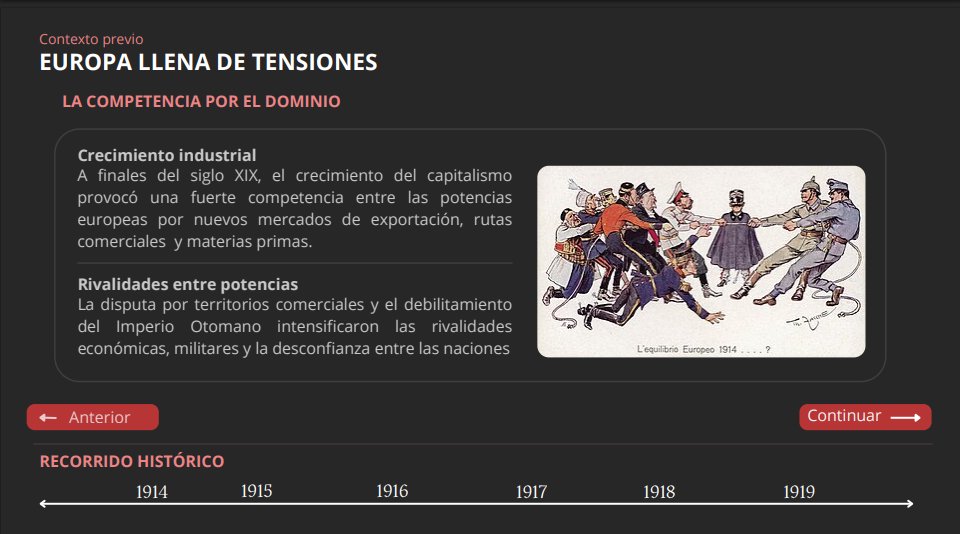 Contexto previo
EUROPA LLENA DE TENSIONES
LA COMPETENCIA POR EL DOMINIO
Crecimiento industrial
A finales del siglo XIX, el crecimiento del capitalismo
provocó una fuerte competencia entre las potencias
europeas por nuevos mercados de exportación, rutas
comerciales y materias primas.
Rivalidades entre potencias
La disputa por territorios comerciales y el debilitamiento
del Imperio Otomano intensificaron las rivalidades
económicas, militares y la desconfianza entre las naciones
L'equilibrio Europeo 1914 . . . . ?
Anterior
Continuar
RECORRIDO HISTÓRICO
1914 1915 1916 1917 1918 1919